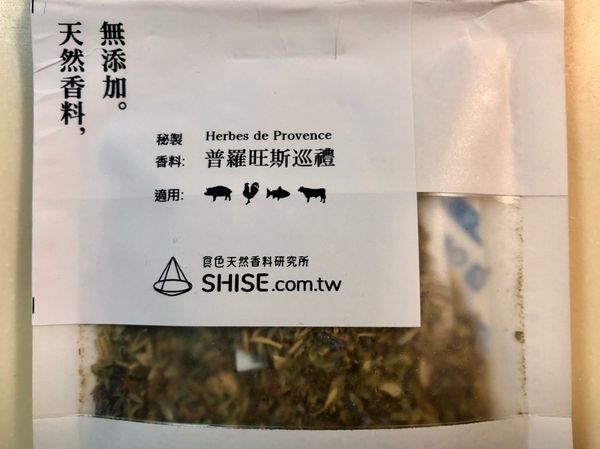 天然香料,
無添加。
秘製 Herbes de Provence
香料: 普羅旺斯巡禮
適用:
食色天然香料研究所
SHISE.com.tw